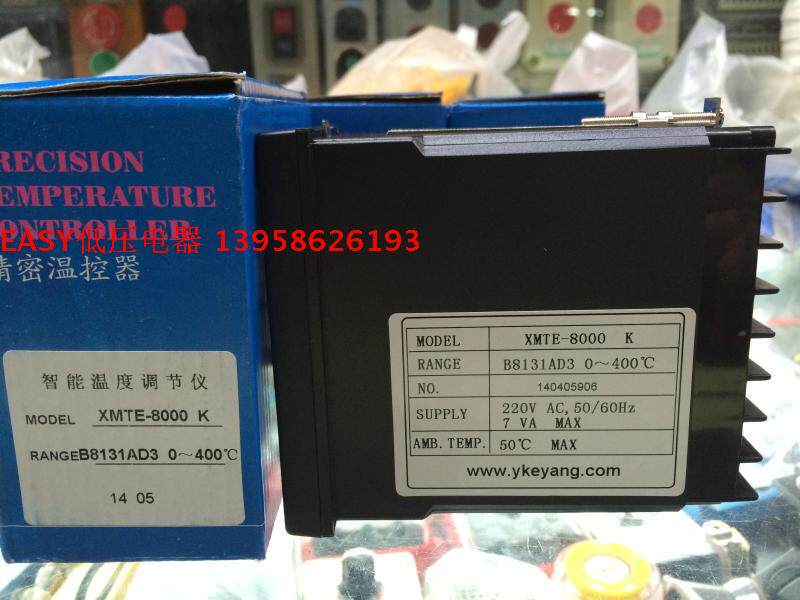 RECISION
EMPERATURE
ONTROLLER
EASY低压电器 13958626193
精密温控器
智能温度调节仪
MODEL XMTE-8000 K
RANGE B8131AD3 0～400℃
14 05
MODEL XMTE-8000 K
RANGE B8131AD3 0～400℃
NO. 140405906
SUPPLY 220V AC, 50/60Hz
7 VA MAX
AMB. TEMP. 50℃ MAX
www.ykeyang.com